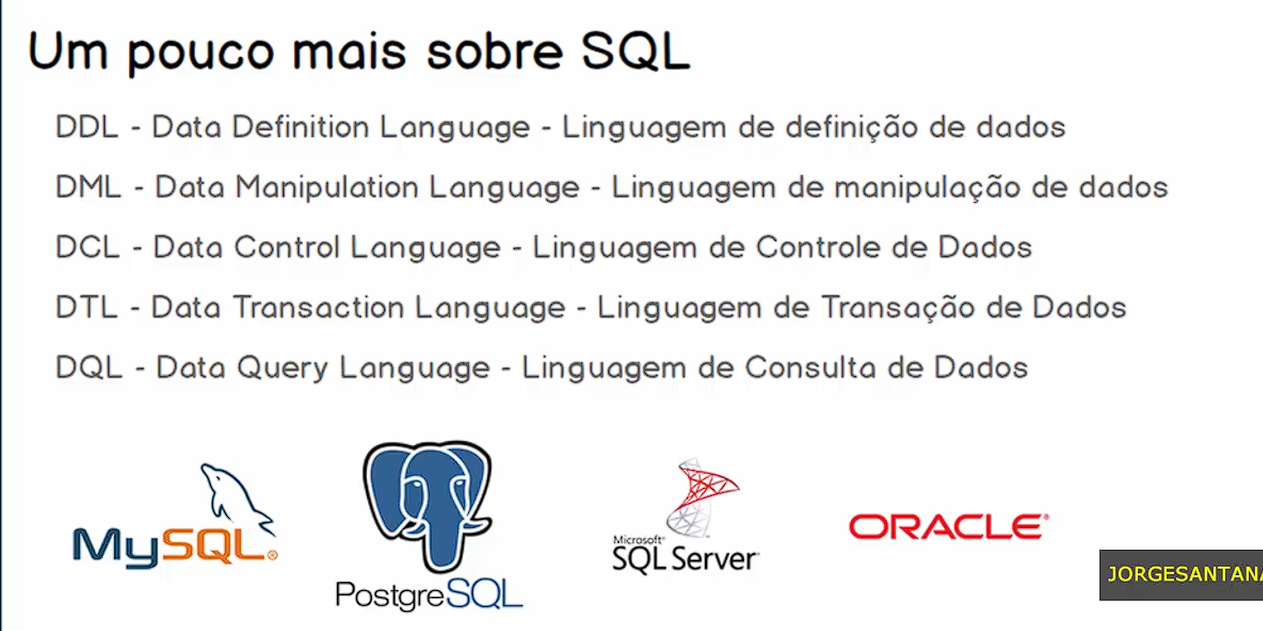 Um pouco mais sobre SQL
DDL - Data Definition Language - Linguagem de definição de dados
DML - Data Manipulation Language - Linguagem de manipulação de dados
DCL - Data Control Language - Linguagem de Controle de Dados
DTL - Data Transaction Language - Linguagem de Transação de Dados
DQL - Data Query Language - Linguagem de Consulta de Dados
MySQL®
PostgreSQL
Microsoft®
SQL Server®
ORACLE®
JORGESANTANA